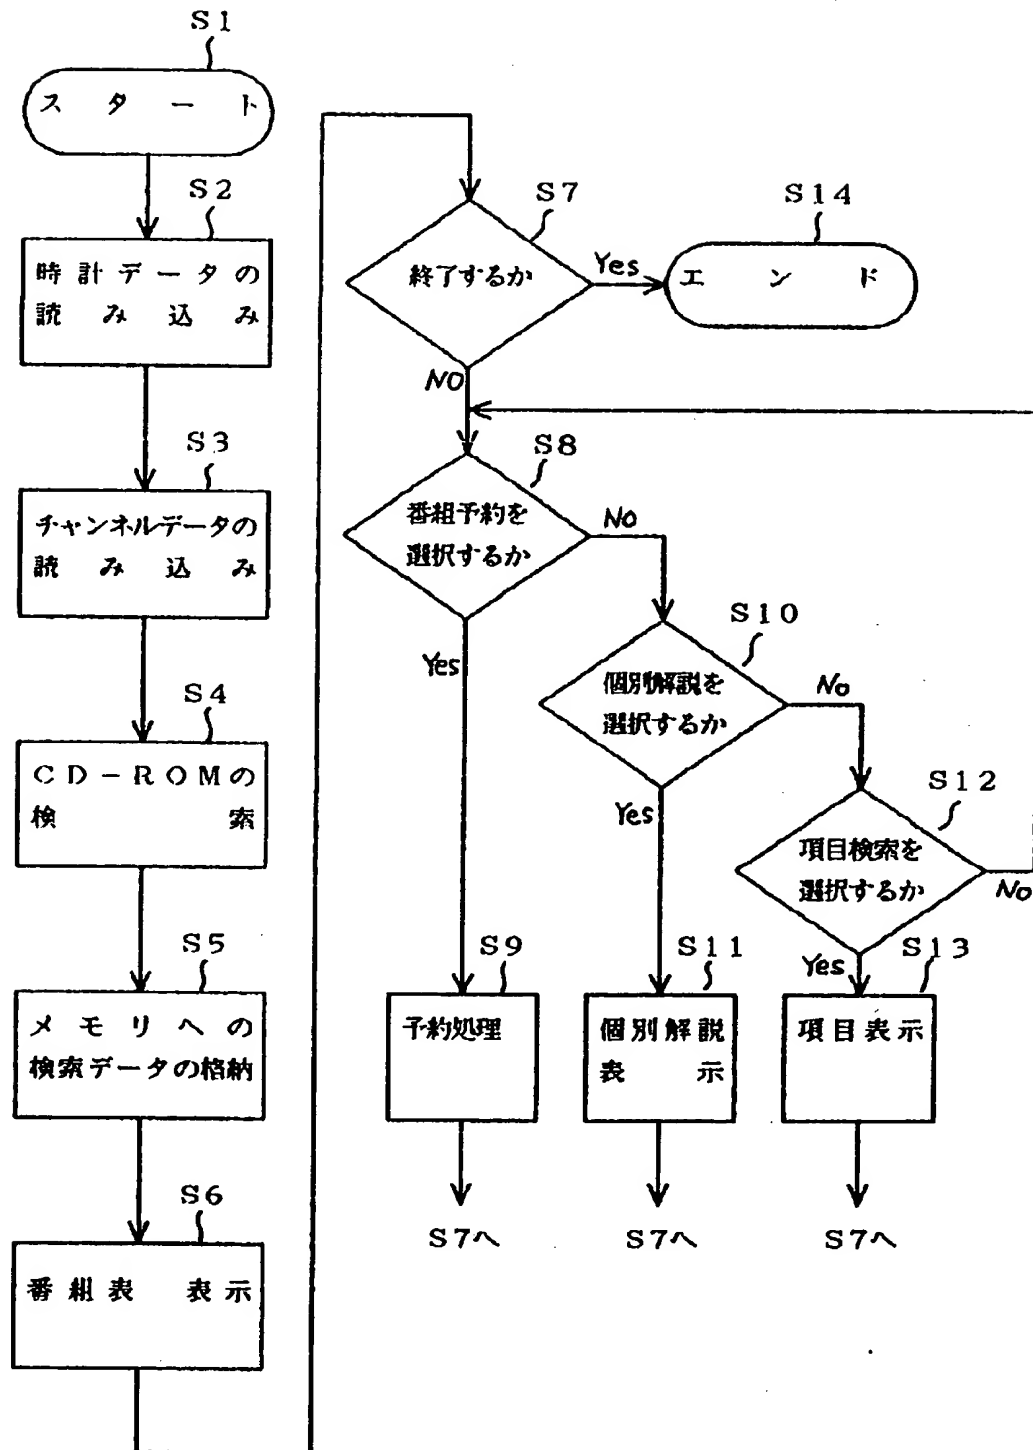 S1
スタート
S2
時計データの
読み込み
S3
チャンネルデータの
読み込み
S4
CD-ROMの
検索
S5
メモリへの
検索データの格納
S6
番組表 表示
S7
終了するか
Yes
S14
エンド
NO
S8
番組予約を
選択するか
No
Yes
S10
個別解説を
選択するか
No
Yes
S12
項目検索を
選択するか
No
Yes
S9
予約処理
S11
個別解説
表示
S13
項目表示
S7へ
S7へ
S7へ